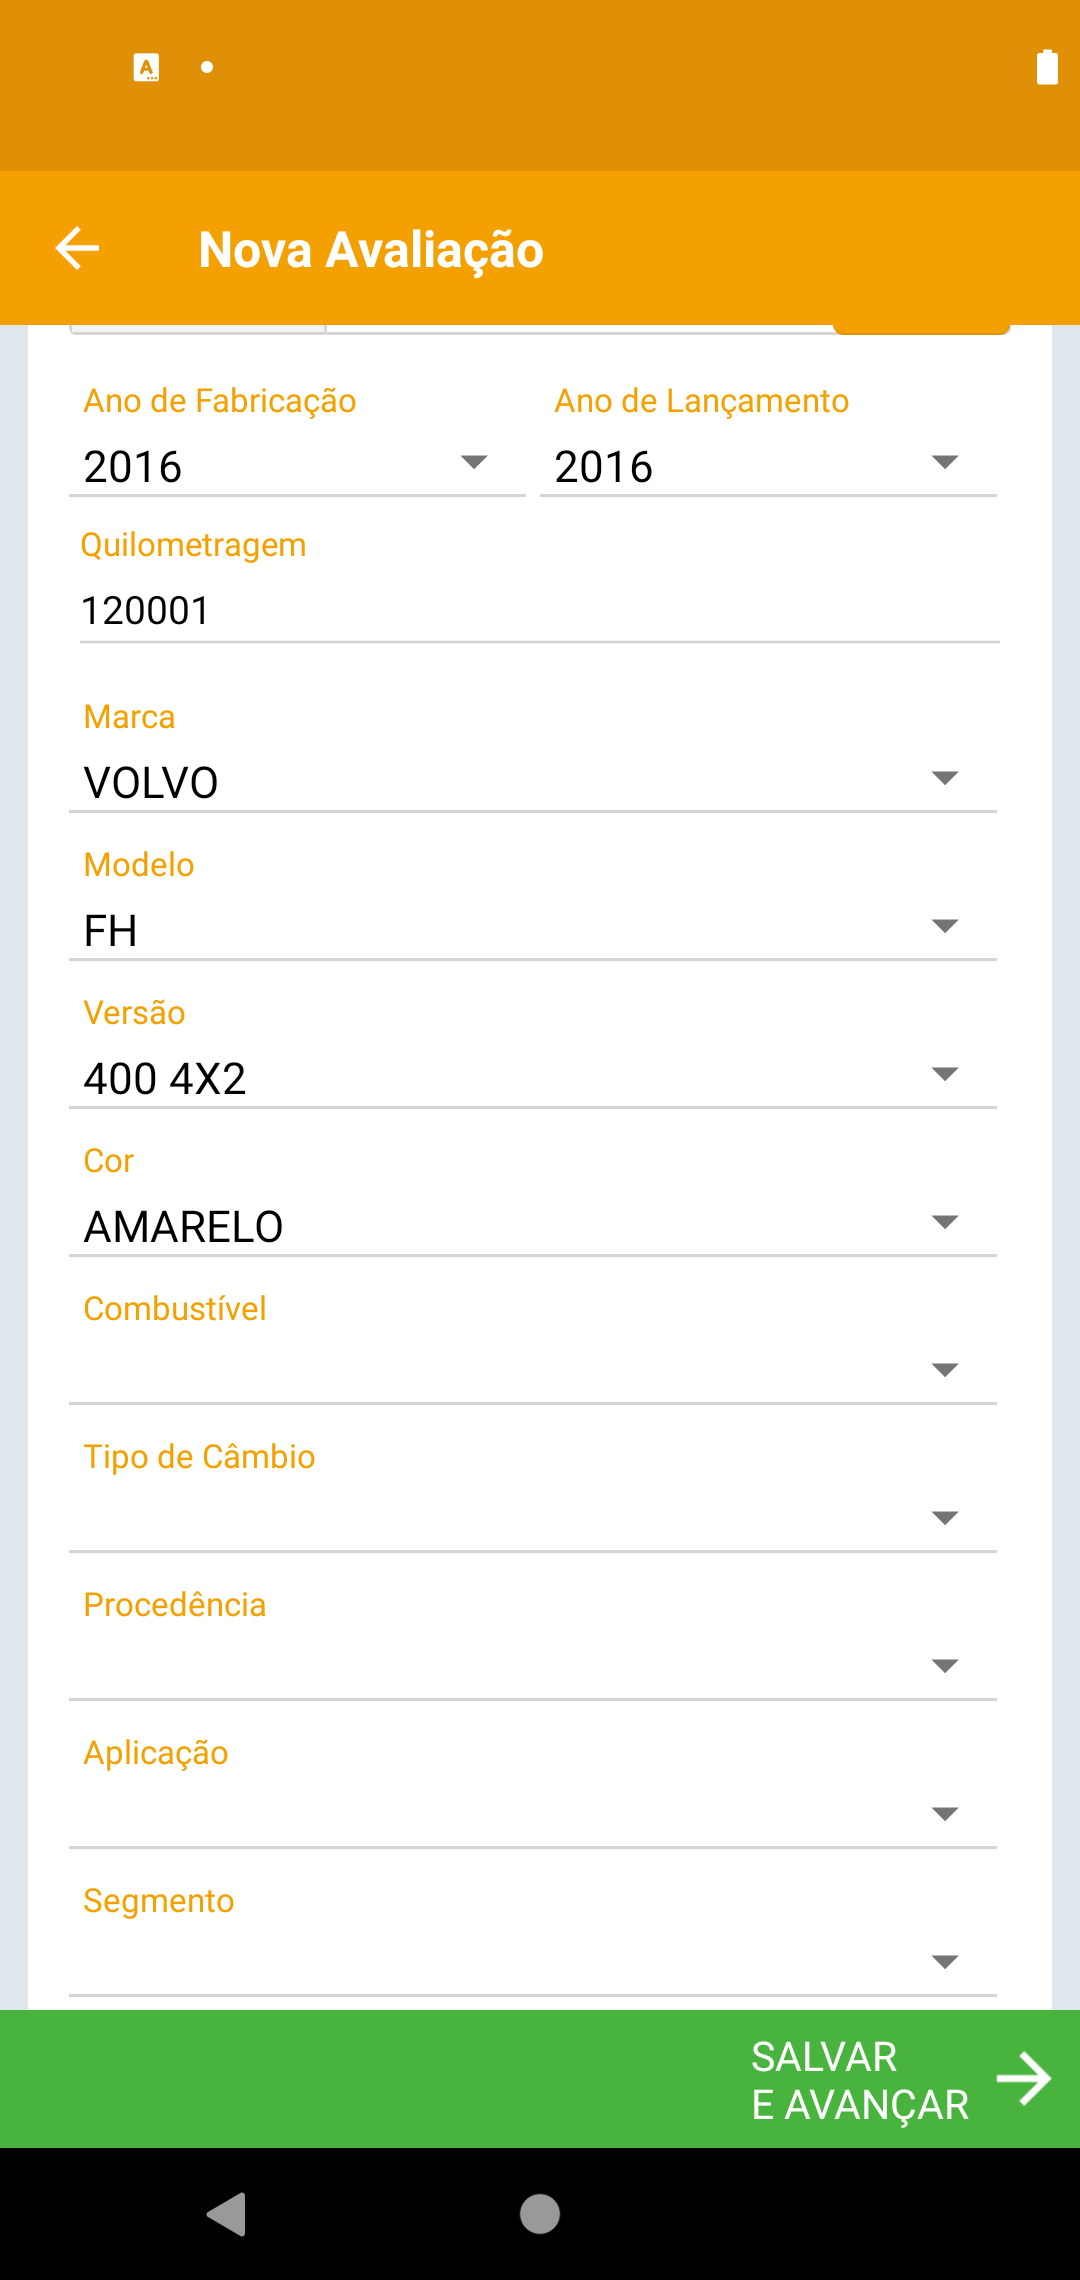 A
Nova Avaliação
Ano de Fabricação
Ano de Lançamento
2016
2016
Quilometragem
120001
Marca
VOLVO
Modelo
FH
Versão
400 4X2
Cor
AMARELO
Combustível
Tipo de Câmbio
Procedência
Aplicação
Segmento
SALVAR
E AVANÇAR